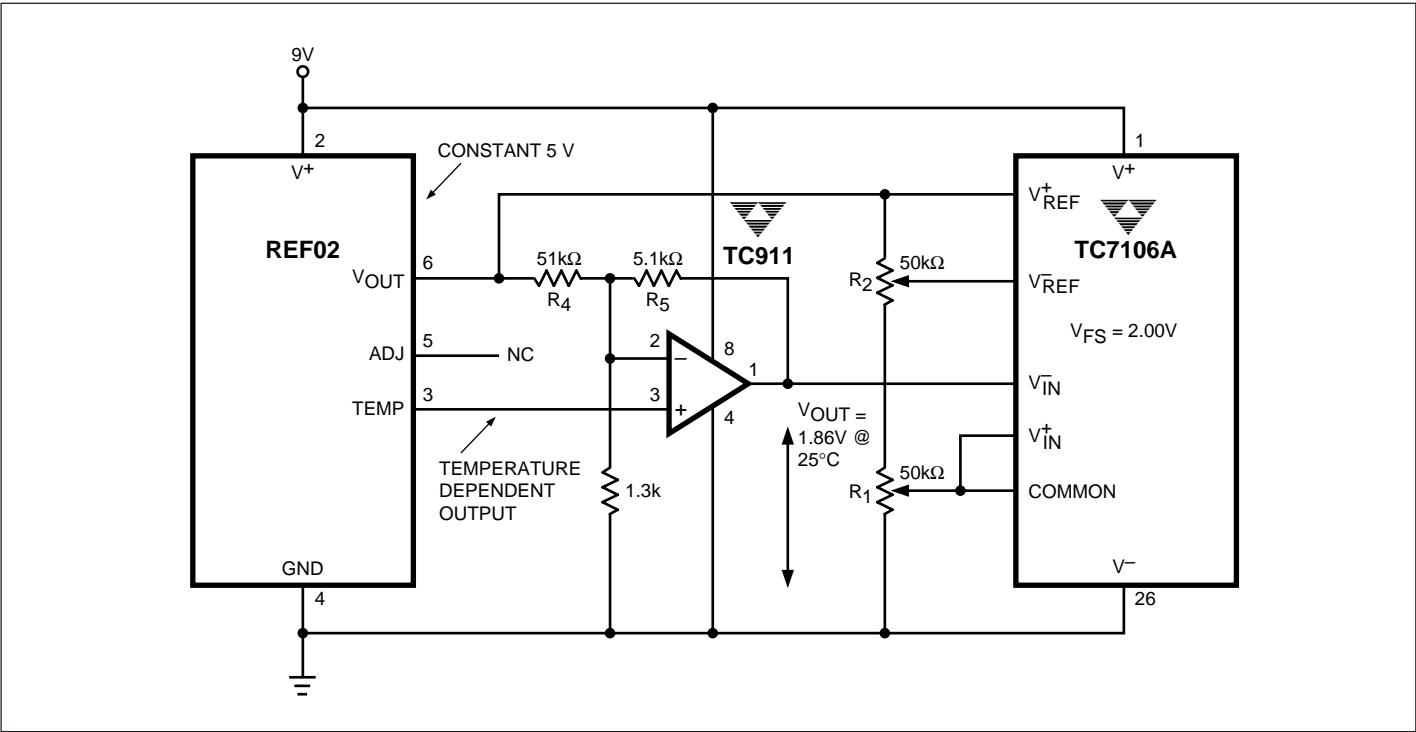 9V
2
V+
CONSTANT 5 V
1
V+
V+REF
REF02
TC911
TC7106A
6
VOUT
51kΩ
R4
5.1kΩ
R5
50kΩ
R2
V–REF
VFS = 2.00V
5
ADJ
NC
2
–
8
1
3
TEMP
3
+
4
V–IN
VOUT =
1.86V @
25°C
V+IN
TEMPERATURE
DEPENDENT
OUTPUT
1.3k
50kΩ
R1
COMMON
GND
4
V–
26